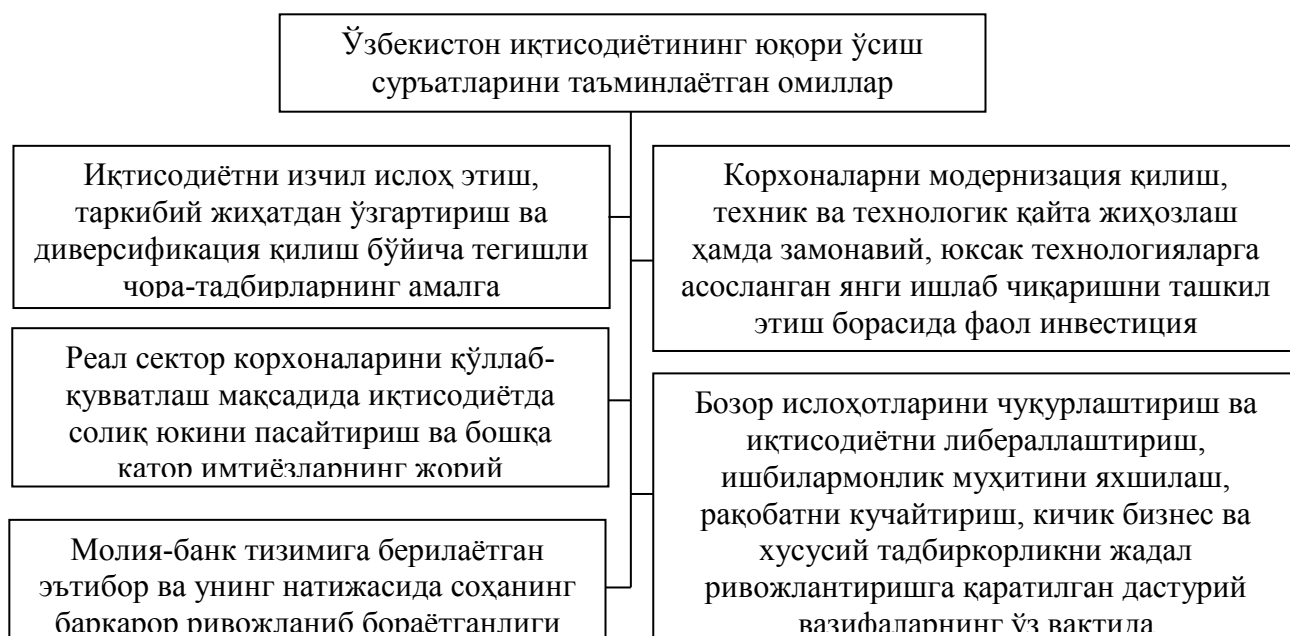 Ўзбекистон иқтисодиётининг юқори ўсиш
суръатларини таъминлаётган омиллар
Иқтисодиётни изчил ислоҳ этиш,
таркибий жиҳатдан ўзгартириш ва
диверсификация қилиш бўйича тегишли
чора-тадбирларнинг амалга
Реал сектор корхоналарини қўллаб-
қувватлаш мақсадида иқтисодиётда
солиқ юкини пасайтириш ва бошқа
қатор имтиёзларнинг жорий
Молия-банк тизимига берилаётган
эътибор ва унинг натижасида соҳанинг
барқарор ривожланиб бораётганлиги
Корхоналарни модернизация қилиш,
техник ва технологик қайта жиҳозлаш
ҳамда замонавий, юксак технологияларга
асосланган янги ишлаб чиқаришни ташкил
этиш борасида фаол инвестиция
Бозор ислоҳотларини чуқурлаштириш ва
иқтисодиётни либераллаштириш,
ишбилармонлик муҳитини яхшилаш,
рақобатни кучайтириш, кичик бизнес ва
хусусий тадбиркорликни жадал
ривожлантиришга қаратилган дастурий
вазифаларнинг ўз вақтида